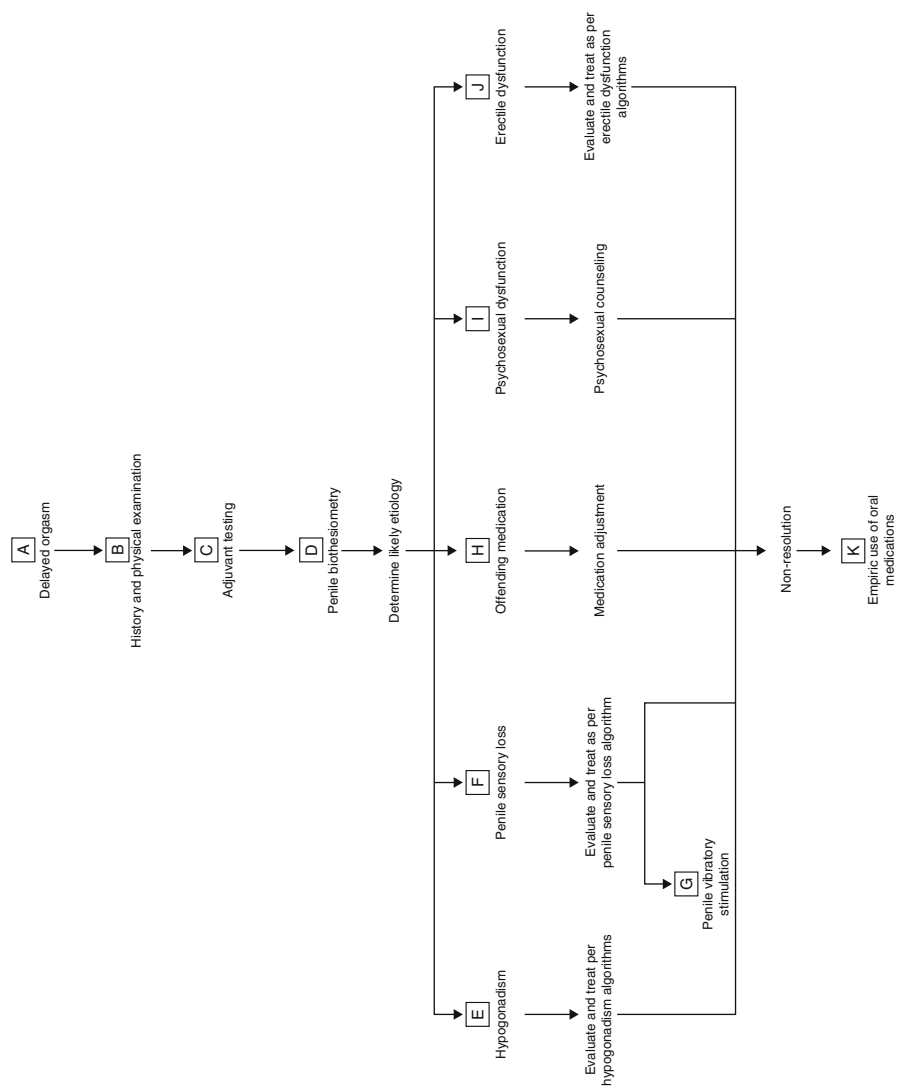 A
Delayed orgasm
B
History and physical examination
C
Adjuvant testing
D
Penile biothesiometry
Determine likely etiology
E
Hypogonadism
Evaluate and treat per
hypogonadism algorithms
F
Penile sensory loss
Evaluate and treat as per
penile sensory loss algorithm
G
Penile vibratory
stimulation
H
Offending medication
Medication adjustment
I
Psychosexual dysfunction
Psychosexual counseling
J
Erectile dysfunction
Evaluate and treat as per
erectile dysfunction
algorithms
Non-resolution
K
Empiric use of oral
medications